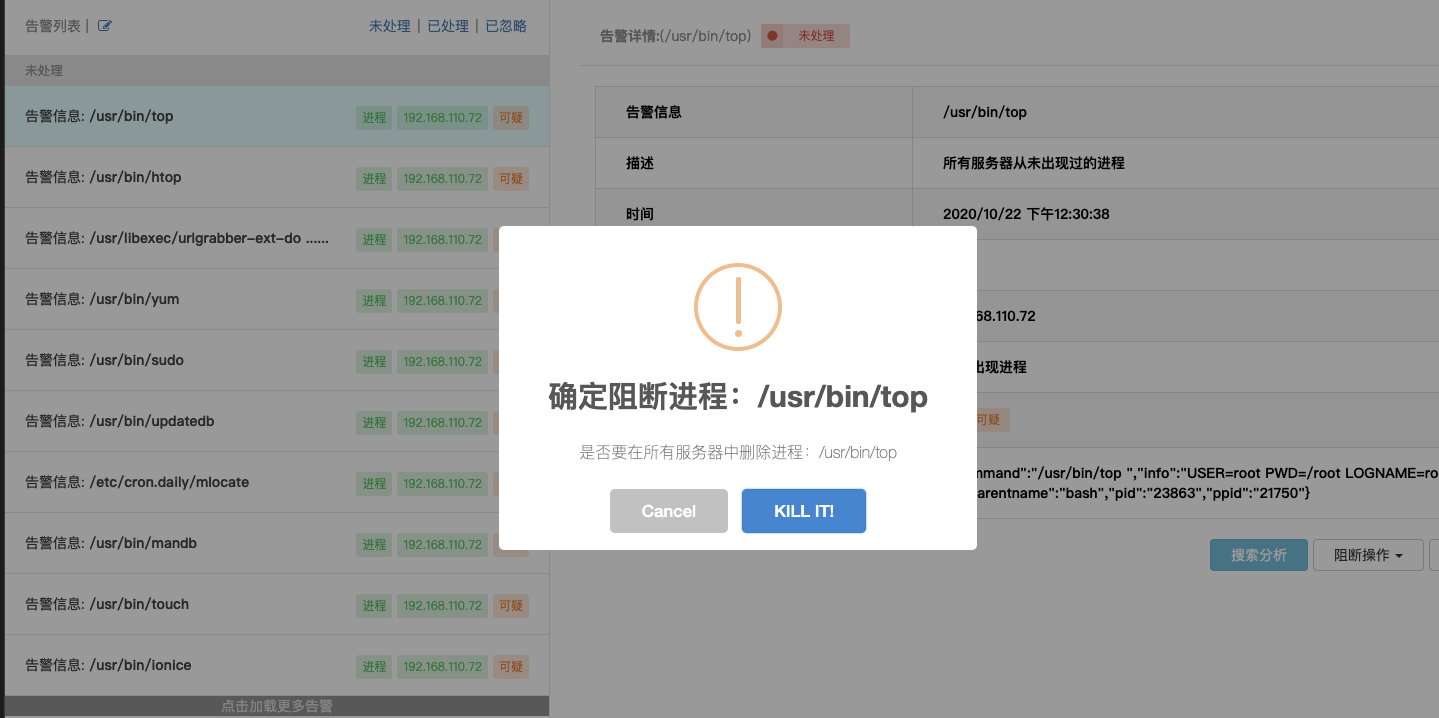 告警列表 |
未处理 | 已处理 | 已忽略
未处理
告警信息: /usr/bin/top 进程 192.168.110.72 可疑
告警信息: /usr/bin/htop 进程 192.168.110.72 可疑
告警信息: /usr/libexec/urlgrabber-ext-do ...... 进程 192.168.110.72
告警信息: /usr/bin/yum 进程 192.168.110.72
告警信息: /usr/bin/sudo 进程 192.168.110.72
告警信息: /usr/bin/updatedb 进程 192.168.110.72
告警信息: /etc/cron.daily/mlocate 进程 192.168.110.72
告警信息: /usr/bin/mandb 进程 192.168.110.72
告警信息: /usr/bin/touch 进程 192.168.110.72 可疑
告警信息: /usr/bin/ionice 进程 192.168.110.72 可疑
点击加载更多告警
告警详情:(/usr/bin/top) 未处理
告警信息 /usr/bin/top
描述 所有服务器从未出现过的进程
时间 2020/10/22 下午12:30:38
68.110.72
出现进程
可疑
mmand":"/usr/bin/top ","info":"USER=root PWD=/root LOGNAME=ro
arentname":"bash","pid":"23863","ppid":"21750"}
搜索分析 阻断操作
确定阻断进程：/usr/bin/top
是否要在所有服务器中删除进程：/usr/bin/top
Cancel KILL IT!